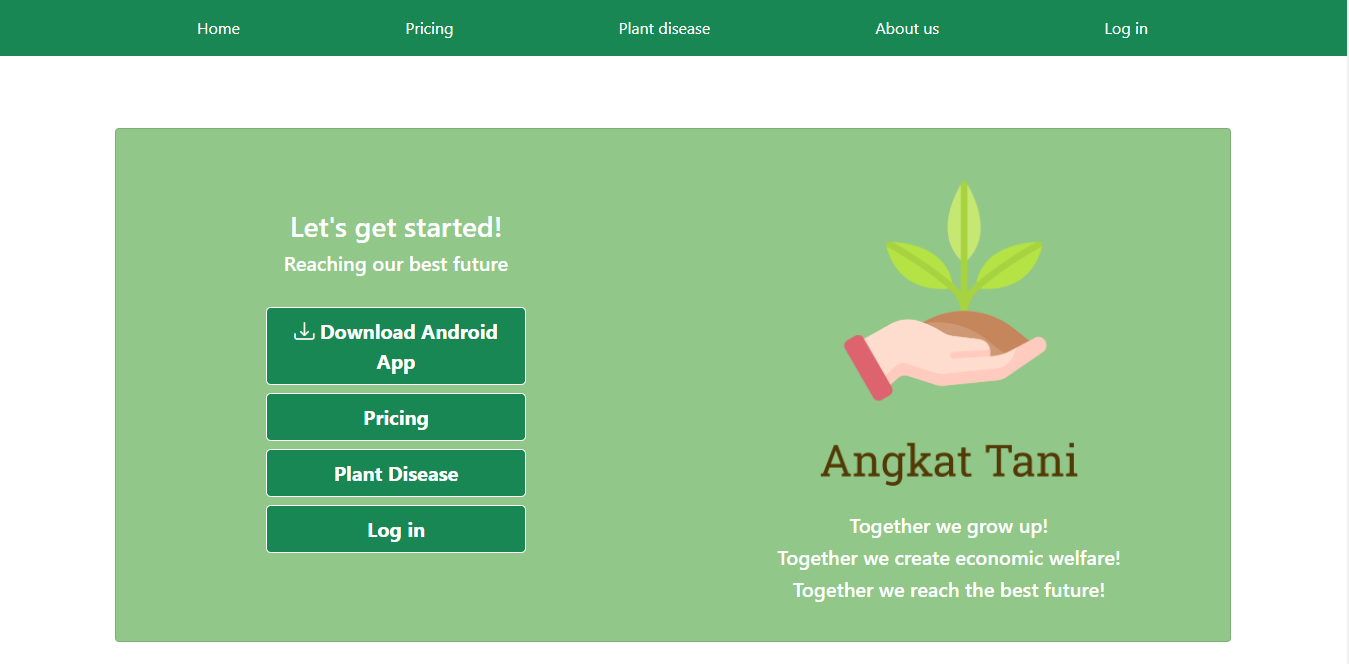 Home Pricing Plant disease About us Log in
Let's get started!
Reaching our best future
Download Android
App
Pricing
Plant Disease
Log in
Angkat Tani
Together we grow up!
Together we create economic welfare!
Together we reach the best future!